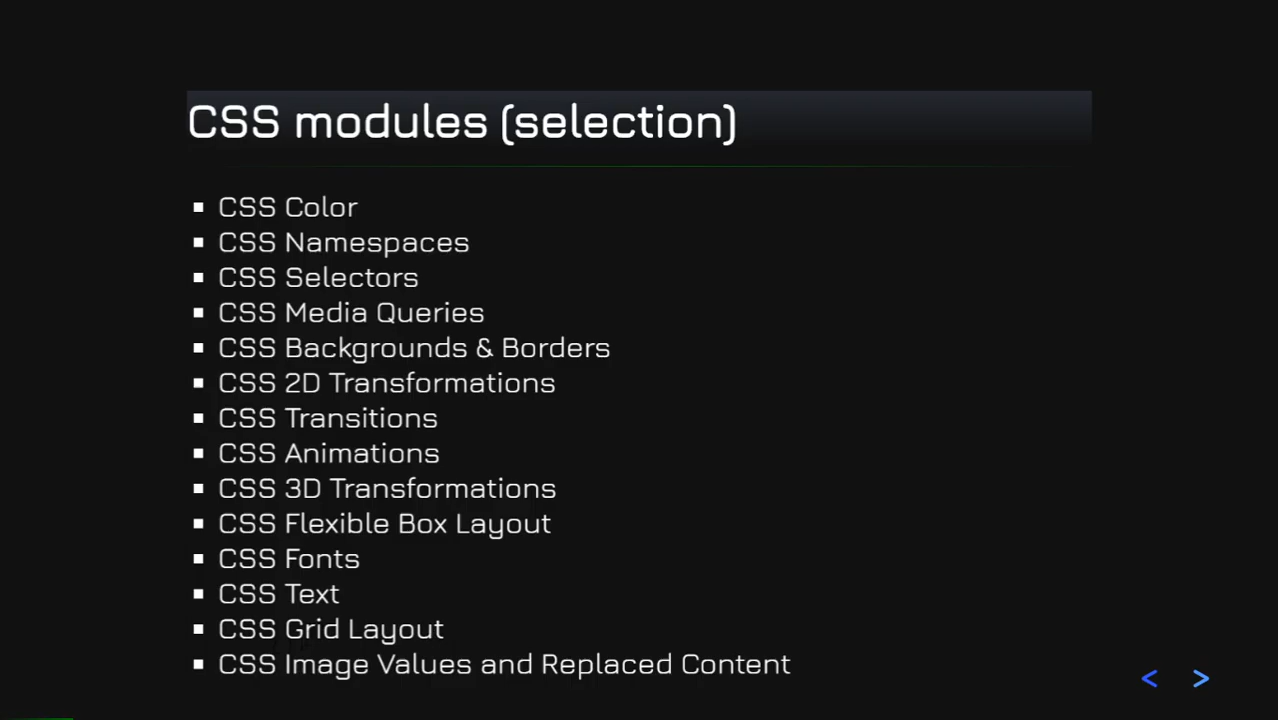 CSS modules (selection)
CSS Color
CSS Namespaces
CSS Selectors
CSS Media Queries
CSS Backgrounds & Borders
CSS 2D Transformations
CSS Transitions
CSS Animations
CSS 3D Transformations
CSS Flexible Box Layout
CSS Fonts
CSS Text
CSS Grid Layout
CSS Image Values and Replaced Content
< >